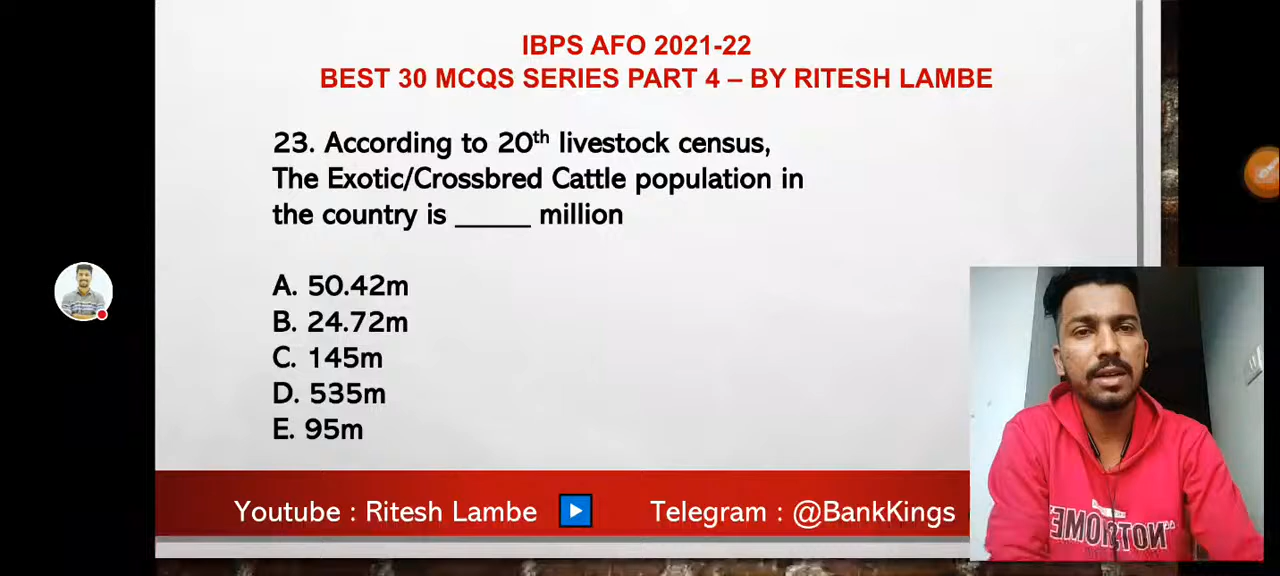 IBPS AFO 2021-22
BEST 30 MCQS SERIES PART 4 – BY RITESH LAMBE
23. According to 20th livestock census,
The Exotic/Crossbred Cattle population in
the country is ______ million
A. 50.42m
B. 24.72m
C. 145m
D. 535m
E. 95m
Youtube : Ritesh Lambe
Telegram : @BankKings